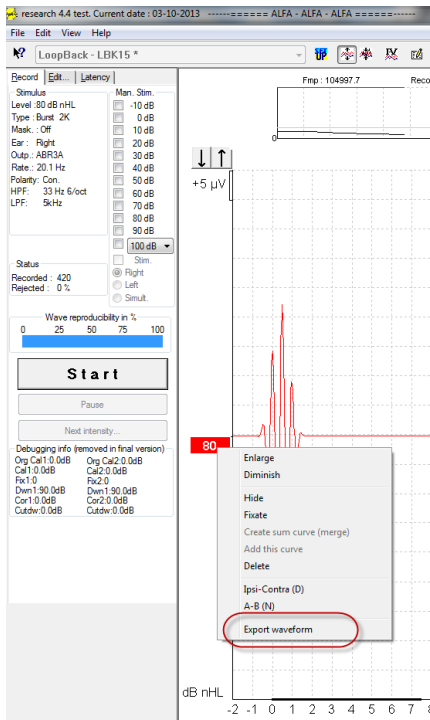 research 4.4 test. Current date : 03-10-2013 ------====== ALFA - ALFA - ALFA ======------
File Edit View Help
LoopBack - LBK15 *
Record Edit... Latency
Fmp : 104997.7 Reco
Stimulus
Level :80 dB nHL
Type : Burst 2K
Mask. : Off
Ear : Right
Outp.: ABR3A
Rate.: 20.1 Hz
Polarity: Con.
HPF: 33 Hz 6/oct
LPF: 5kHz
Man. Stim.
-10 dB
0 dB
10 dB
20 dB
30 dB
40 dB
50 dB
60 dB
70 dB
80 dB
90 dB
100 dB
Stim.
Right
Left
Simult.
Status
Recorded : 420
Rejected : 0 %
Wave reproducibility in %
0 25 50 75 100
Start
Pause
Next intensity...
Debugging info (removed in final version)
Org Cal1:0.0dB Org Cal2:0.0dB
Cal1:0.0dB Cal2:0.0dB
Fix1:0 Fix2:0
Dwn1:90.0dB Dwn1:90.0dB
Cor1:0.0dB Cor2:0.0dB
Cutdw:0.0dB Cutdw:0.0dB
0
+5 µV
80
Enlarge
Diminish
Hide
Fixate
Create sum curve (merge)
Add this curve
Delete
Ipsi-Contra (D)
A-B (N)
Export waveform
dB nHL
-2 -1 0 1 2 3 4 5 6 7 8